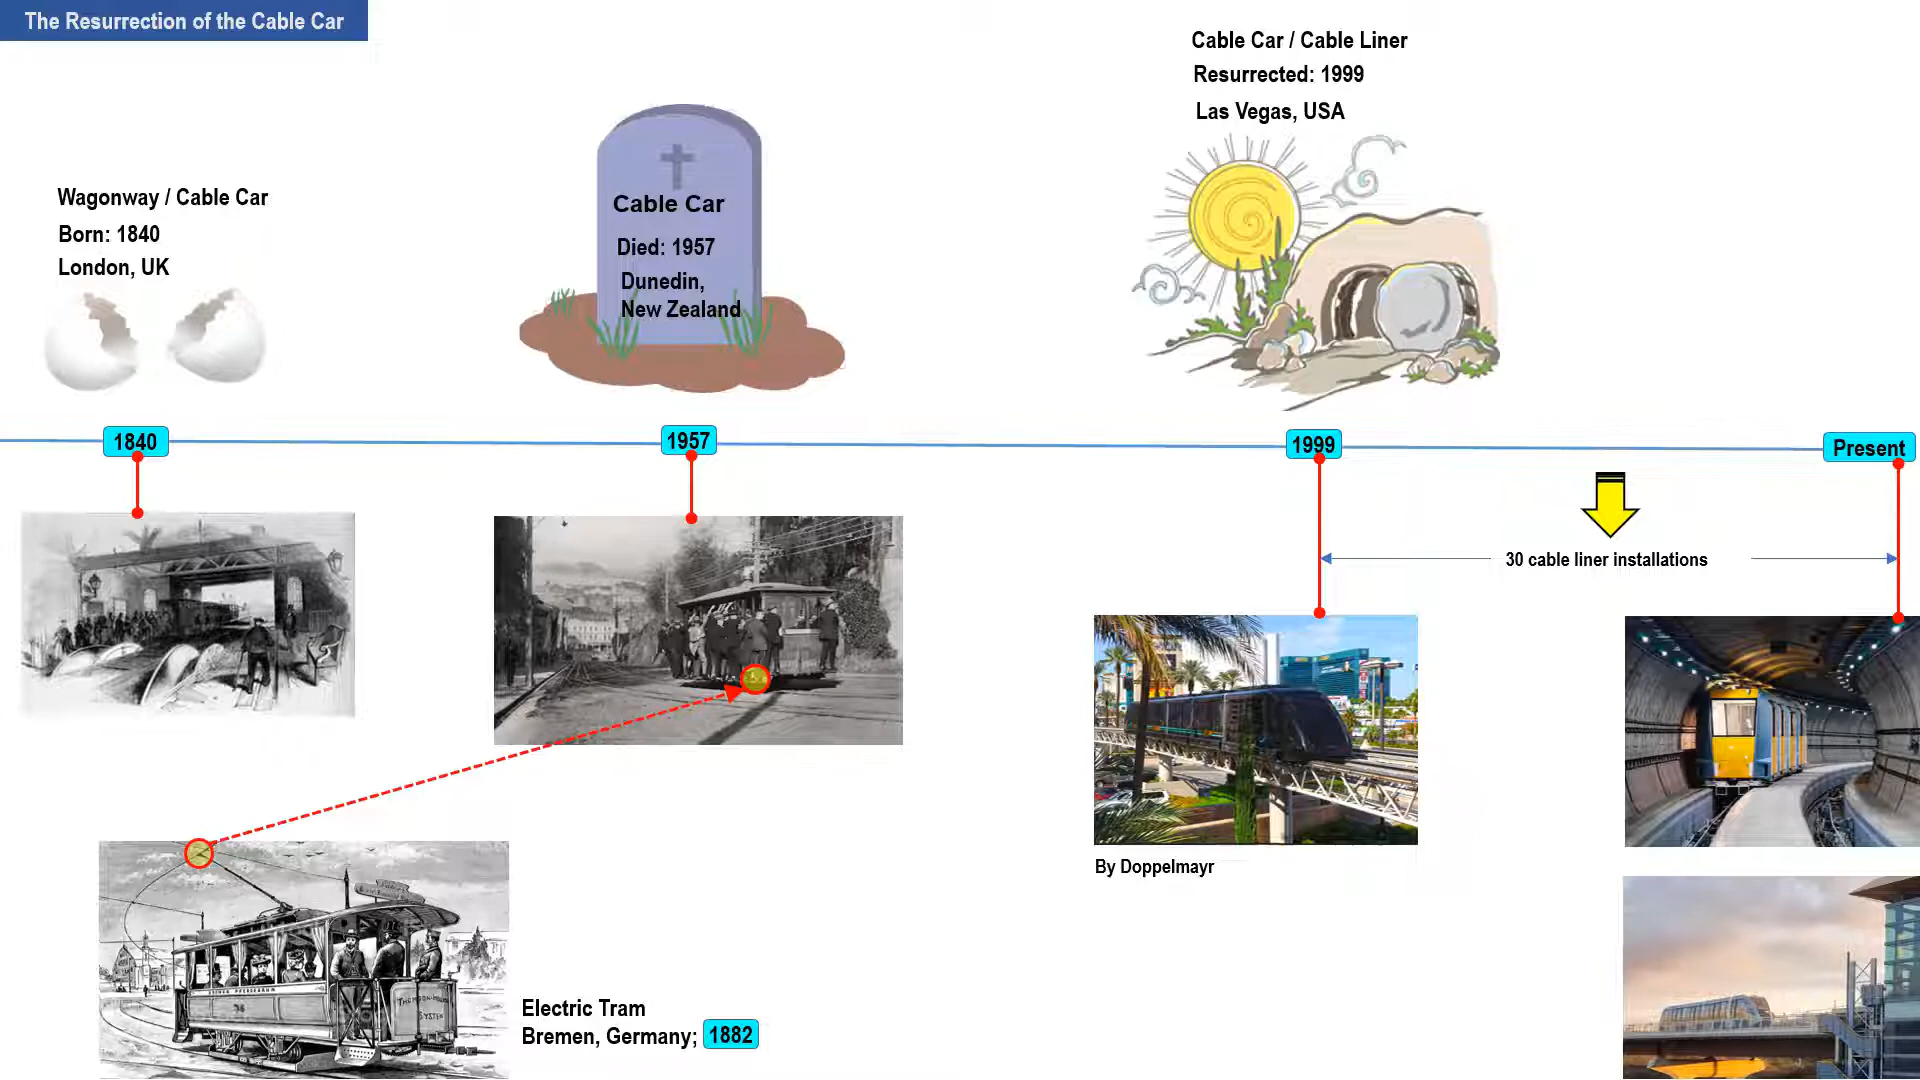 The Resurrection of the Cable Car
Wagonway / Cable Car
Born: 1840
London, UK
Cable Car
Died: 1957
Dunedin,
New Zealand
Cable Car / Cable Liner
Resurrected: 1999
Las Vegas, USA
1840
1957
1999
Present
30 cable liner installations
By Doppelmayr
Electric Tram
Bremen, Germany; 1882